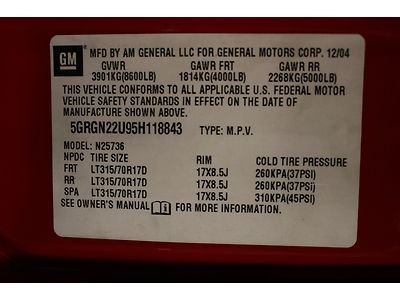 GM
MFD BY AM GENERAL LLC FOR GENERAL MOTORS CORP. 12/04
GVWR GAWR FRT GAWR RR
3901KG(8600LB) 1814KG(4000LB) 2268KG(5000LB)
THIS VEHICLE CONFORMS TO ALL APPLICABLE U.S. FEDERAL MOTOR
VEHICLE SAFETY STANDARDS IN EFFECT ON THE DATE OF
MANUFACTURE SHOWN ABOVE.
5GRGN22U95H118843 TYPE: M.P.V.
MODEL: N25736
NPDC TIRE SIZE RIM COLD TIRE PRESSURE
FRT LT315/70R17D 17X8.5J 260KPA(37PSI)
RR LT315/70R17D 17X8.5J 260KPA(37PSI)
SPA LT315/70R17D 17X8.5J 310KPA(45PSI)
SEE OWNER'S MANUAL FOR MORE INFORMATION.